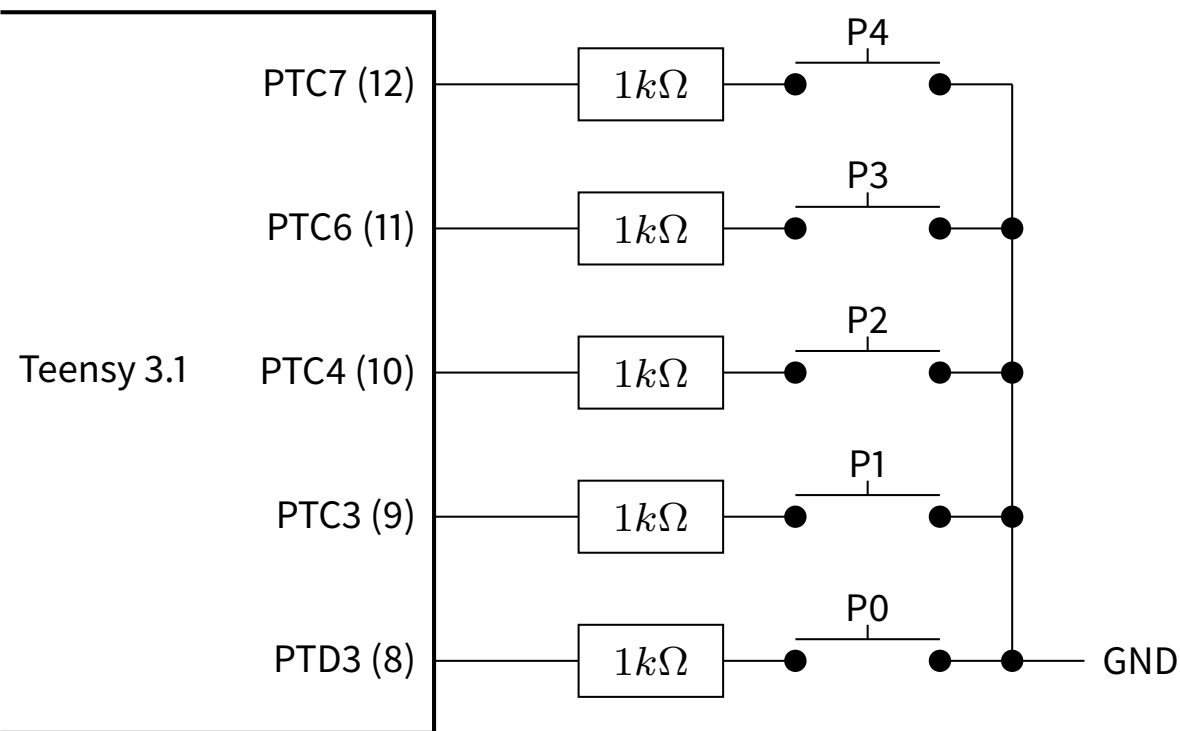 P4
PTC7 (12) 1kΩ
P3
PTC6 (11) 1kΩ
P2
Teensy 3.1 PTC4 (10) 1kΩ
P1
PTC3 (9) 1kΩ
P0
PTD3 (8) 1kΩ GND